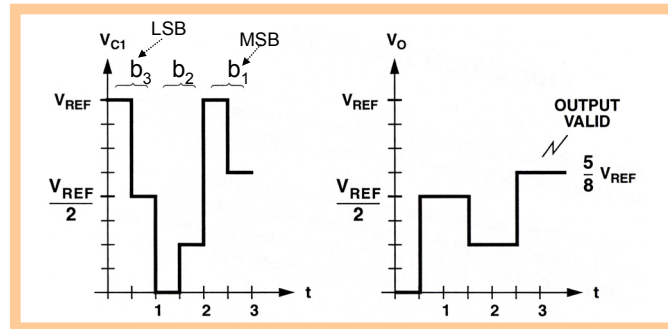 LSB
MSB
V_C1
b_3 b_2 b_1
V_REF
V_REF
2
1 2 3
t
V_O
V_REF
OUTPUT
VALID
5/8 V_REF
V_REF
2
1 2 3
t